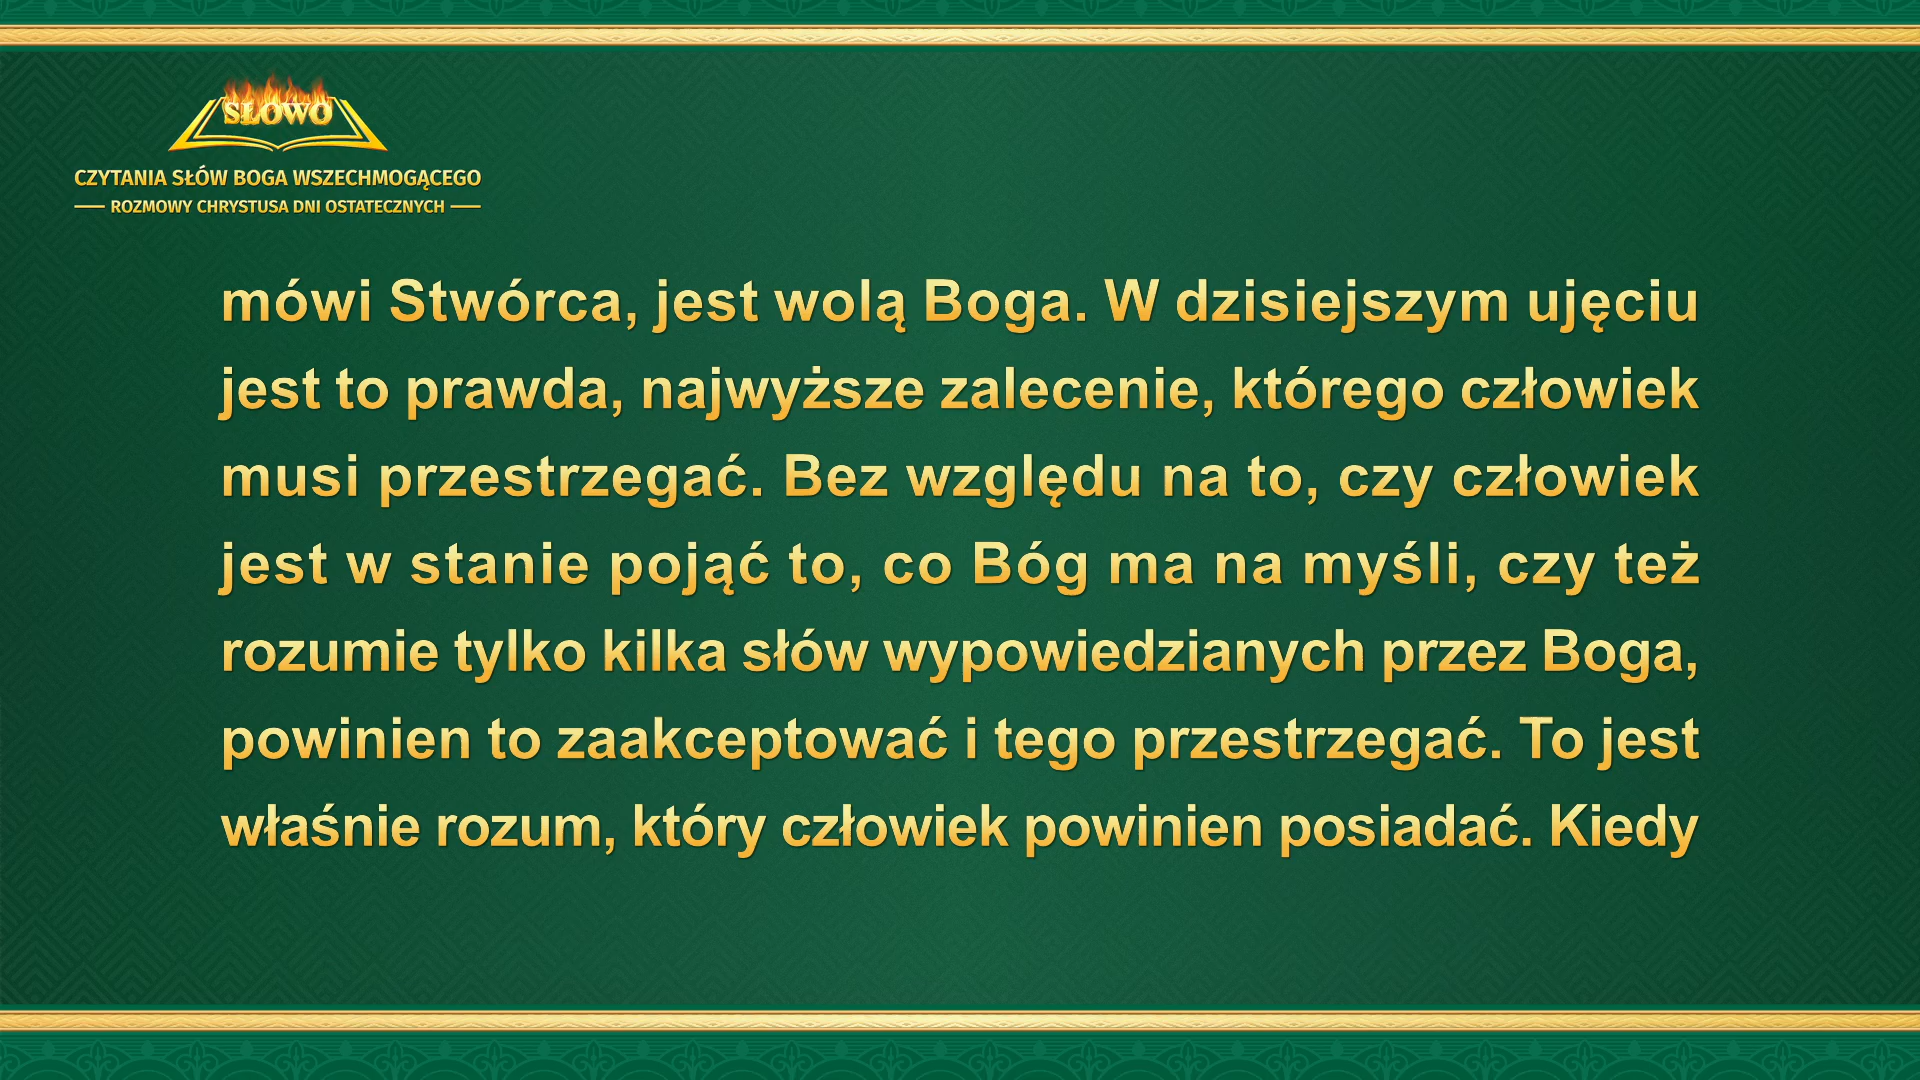 SŁOWO
CZYTANIA SŁÓW BOGA WSZECHMOGĄCEGO
ROZMOWY CHRYSTUSA DNI OSTATECZNYCH
mówi Stwórca, jest wolą Boga. W dzisiejszym ujęciu
jest to prawda, najwyższe zalecenie, którego człowiek
musi przestrzegać. Bez względu na to, czy człowiek
jest w stanie pojąć to, co Bóg ma na myśli, czy też
rozumie tylko kilka słów wypowiedzianych przez Boga,
powinien to zaakceptować i tego przestrzegać. To jest
właśnie rozum, który człowiek powinien posiadać. Kiedy